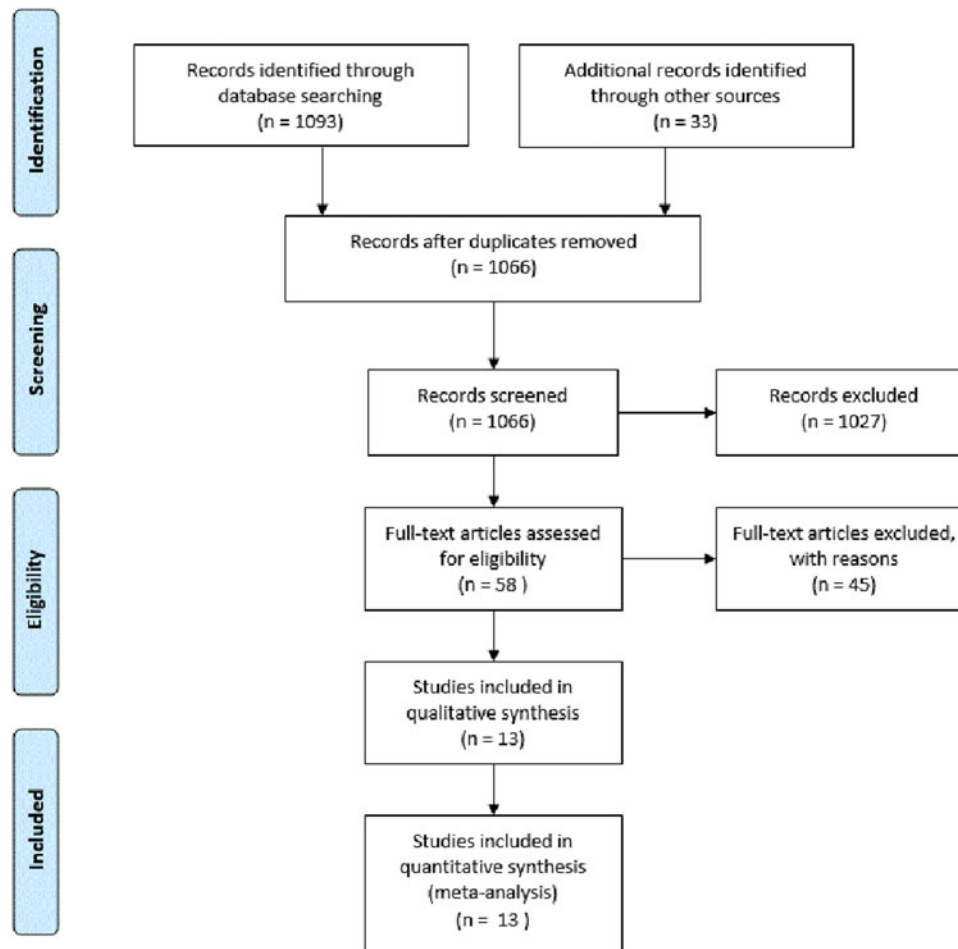 Identification
Records identified through
database searching
(n = 1093)
Additional records identified
through other sources
(n = 33)
Records after duplicates removed
(n = 1066)
Screening
Records screened
(n = 1066)
Records excluded
(n = 1027)
Eligibility
Full-text articles assessed
for eligibility
(n = 58 )
Full-text articles excluded,
with reasons
(n = 45)
Studies included in
qualitative synthesis
(n = 13)
Included
Studies included in
quantitative synthesis
(meta-analysis)
(n = 13 )